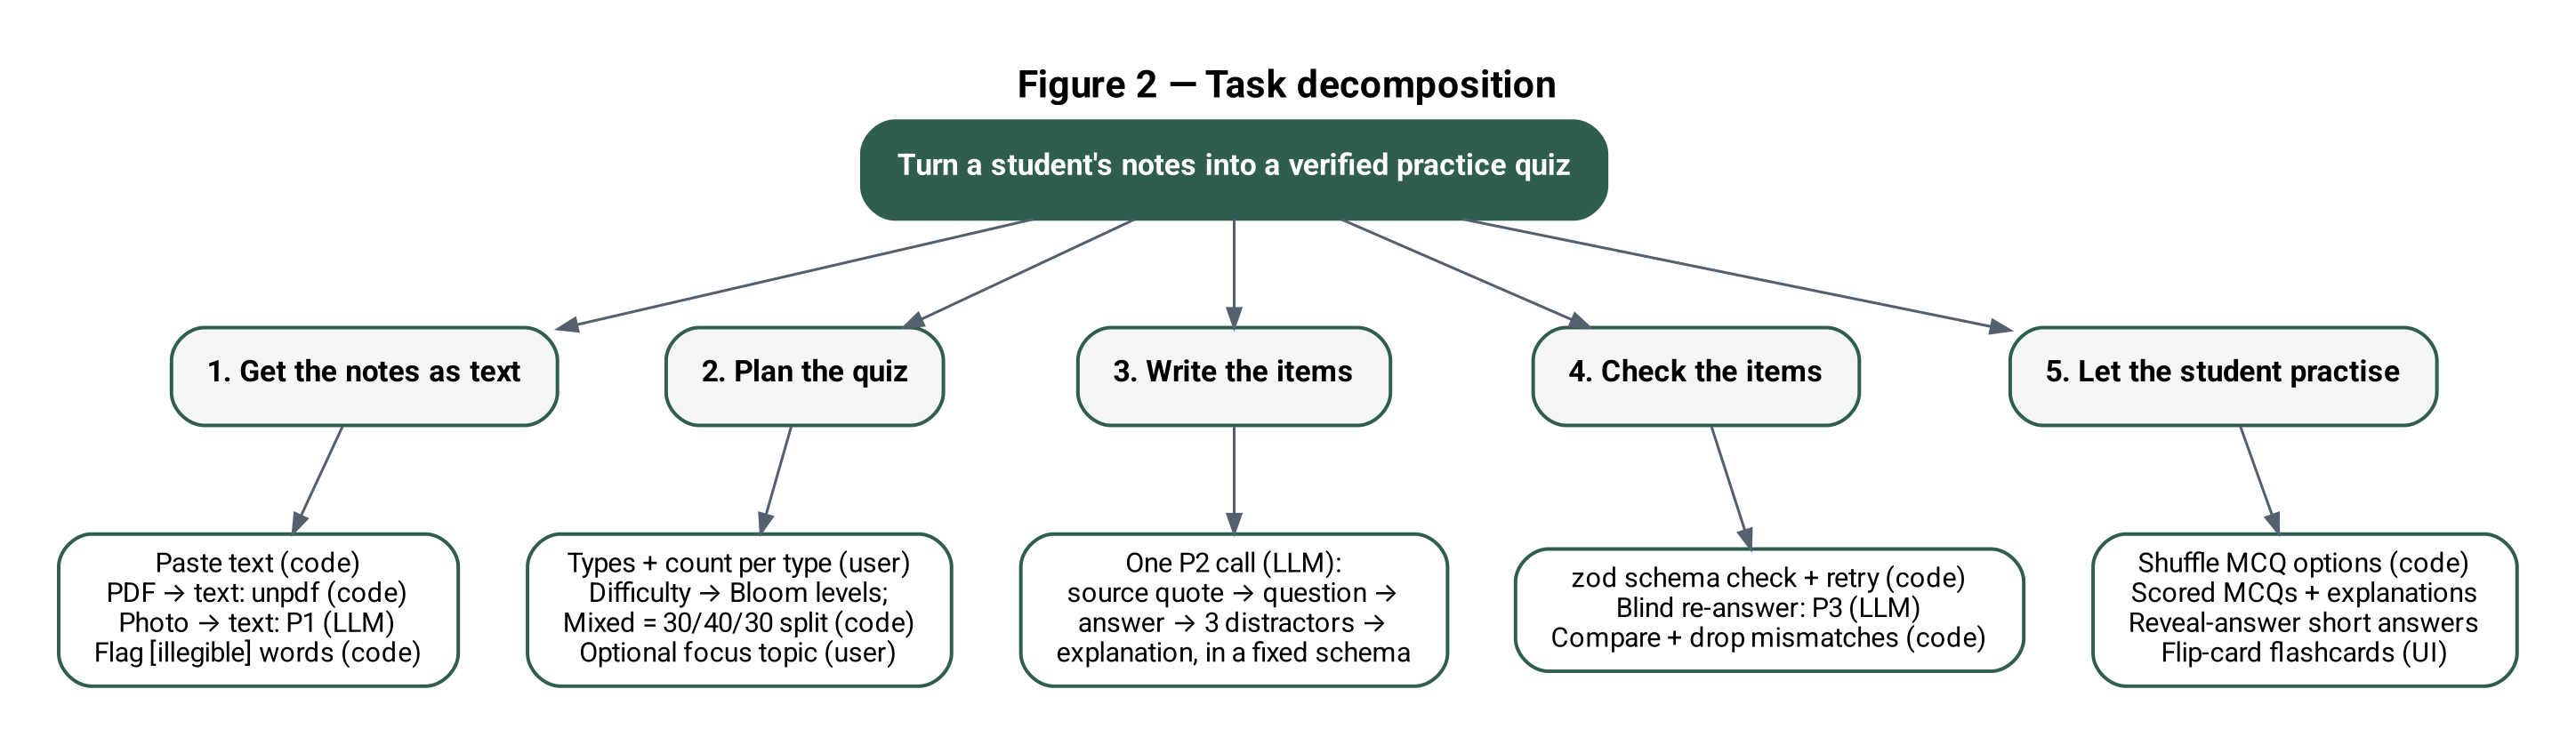 Figure 2 — Task decomposition
Turn a student's notes into a verified practice quiz
1. Get the notes as text
2. Plan the quiz
3. Write the items
4. Check the items
5. Let the student practise
Paste text (code)
PDF → text: unpdf (code)
Photo → text: P1 (LLM)
Flag [illegible] words (code)
Types + count per type (user)
Difficulty → Bloom levels;
Mixed = 30/40/30 split (code)
Optional focus topic (user)
One P2 call (LLM):
source quote → question →
answer → 3 distractors →
explanation, in a fixed schema
zod schema check + retry (code)
Blind re-answer: P3 (LLM)
Compare + drop mismatches (code)
Shuffle MCQ options (code)
Scored MCQs + explanations
Reveal-answer short answers
Flip-card flashcards (UI)